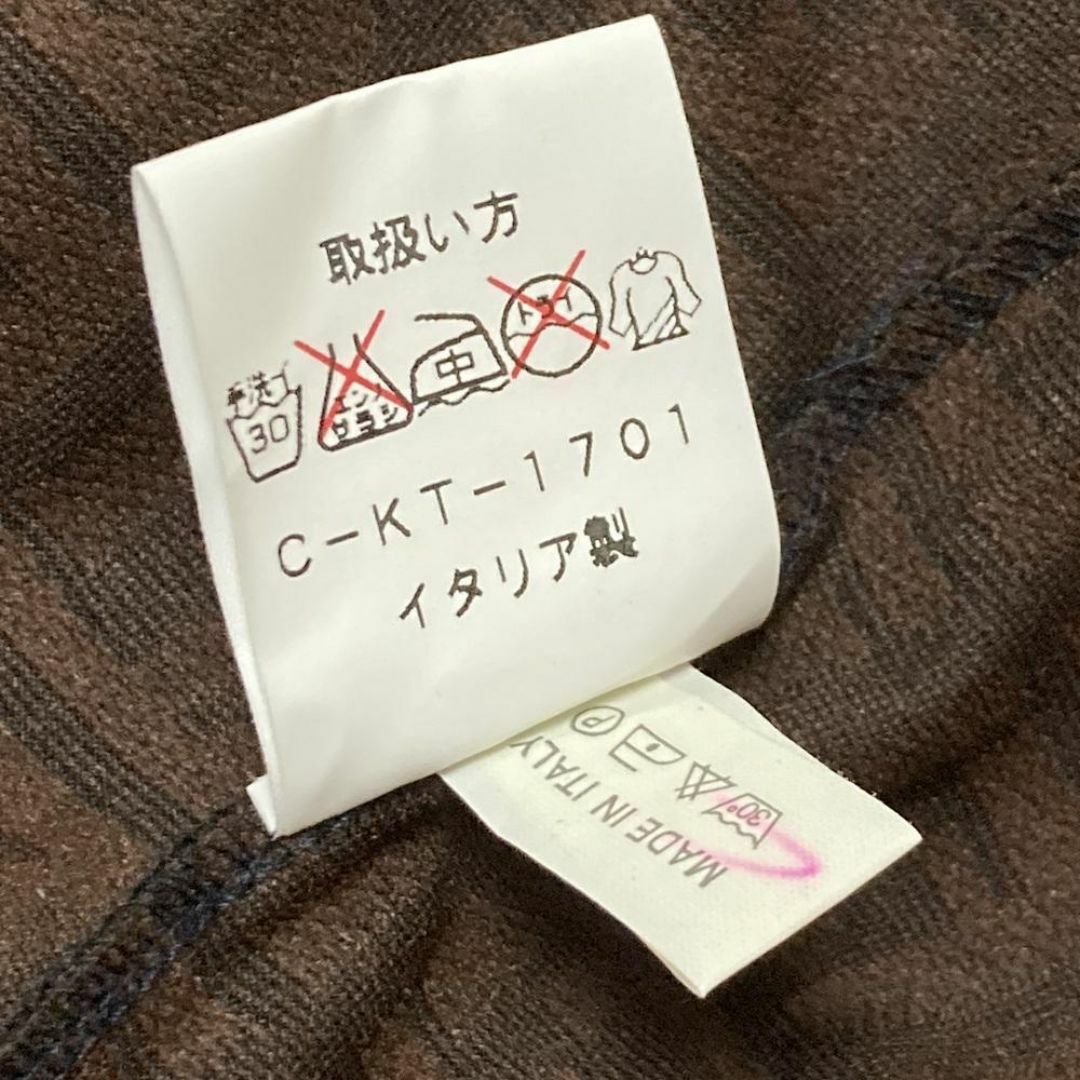 取扱い方
手洗イ
30
エンソ
サラシ
中
ドライ
C-KT-1701
イタリア製
P
30°
MADE IN ITALY